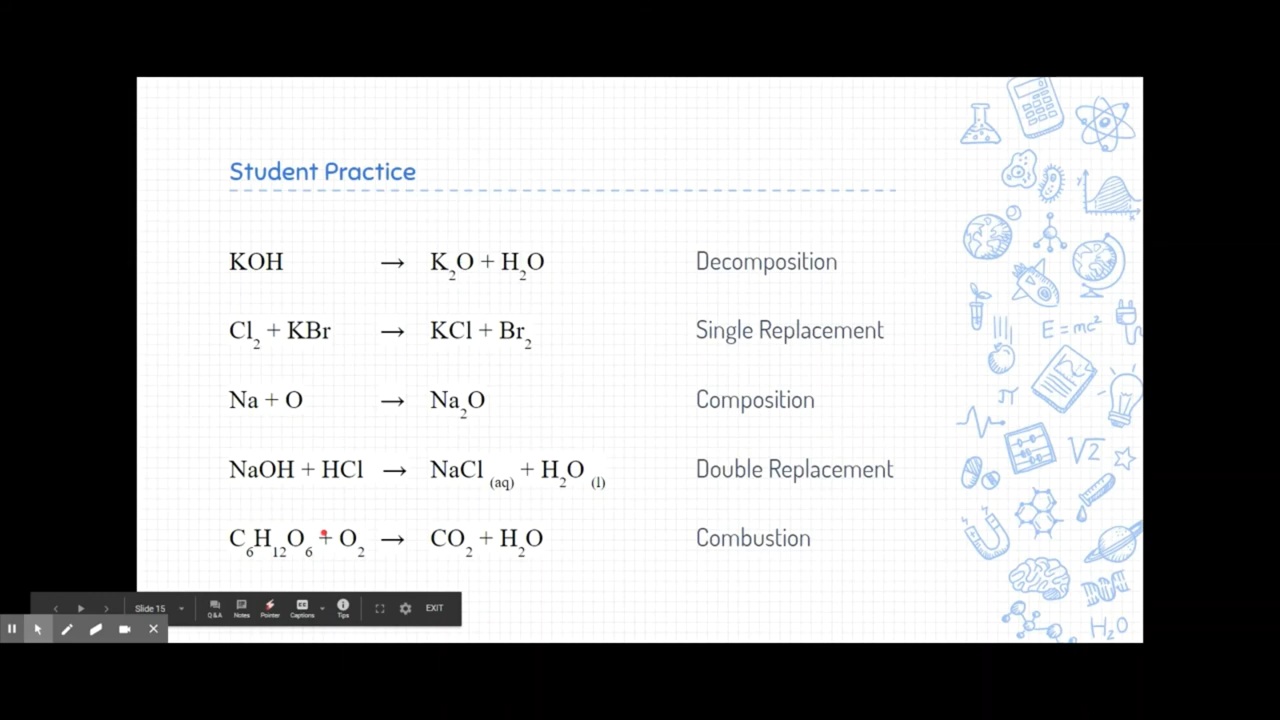 Student Practice
KOH → K₂O + H₂O Decomposition
Cl₂ + KBr → KCl + Br₂ Single Replacement
Na + O → Na₂O Composition
NaOH + HCl → NaCl (aq) + H₂O (l) Double Replacement
C₆H₁₂O₆ + O₂ → CO₂ + H₂O Combustion
y
x
E=mc²
π
√2
H₂O
Slide 15 Q&A Notes Pointer Captions Tips EXIT